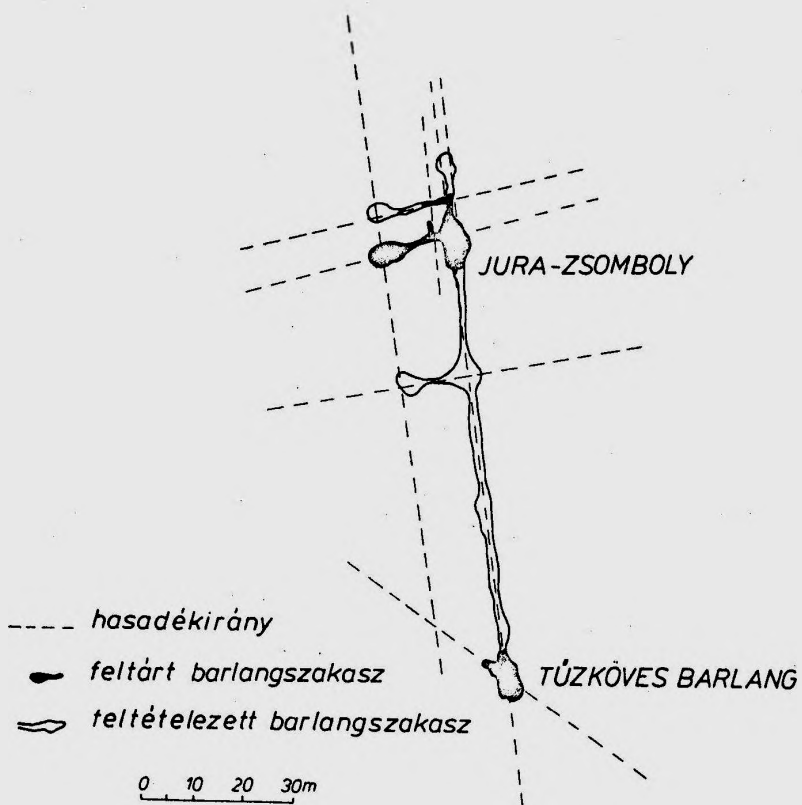 JURA-ZSOMBOLY
TŰZKÖVES BARLANG
hasadékirány
feltárt barlangszakasz
feltételezett barlangszakasz
0 10 20 30m